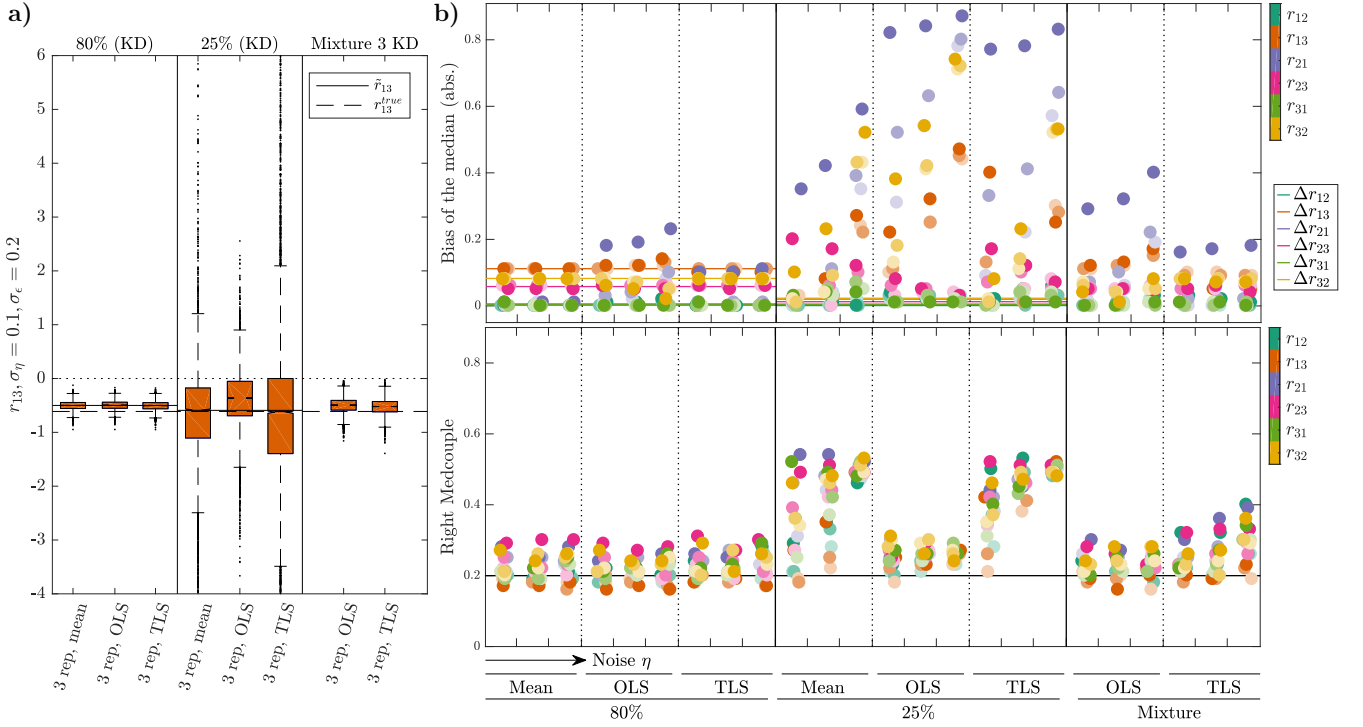 a)
80% (KD)
25% (KD)
Mixture 3 KD
r̃₁₃
r₁₃ᵗʳᵘᵉ
r₁₃, σ_η = 0.1, σ_ϵ = 0.2
6
5
4
3
2
1
0
-1
-2
-3
-4
3 rep, mean
3 rep, OLS
3 rep, TLS
3 rep, mean
3 rep, OLS
3 rep, TLS
3 rep, OLS
3 rep, TLS
b)
Bias of the median (abs.)
0.8
0.6
0.4
0.2
0
r₁₂
r₁₃
r₂₁
r₂₃
r₃₁
r₃₂
Δr₁₂
Δr₁₃
Δr₂₁
Δr₂₃
Δr₃₁
Δr₃₂
Right Medcouple
0.8
0.6
0.4
0.2
0
r₁₂
r₁₃
r₂₁
r₂₃
r₃₁
r₃₂
Noise η
Mean OLS TLS Mean OLS TLS OLS TLS
80% 25% Mixture